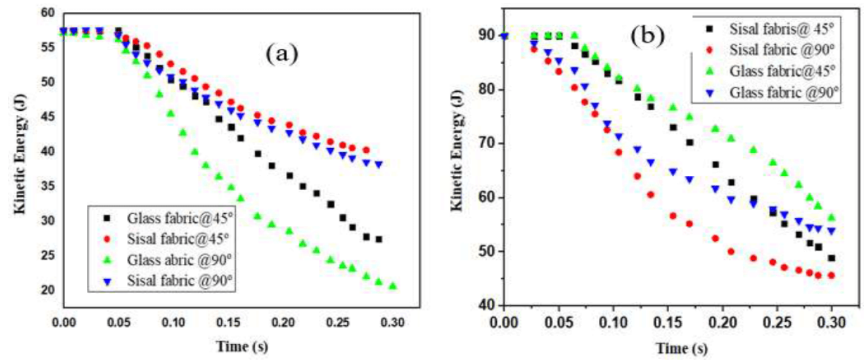 (a)
Kinetic Energy (J)
60
55
50
45
40
35
30
25
20
Glass fabric@45°
Sisal fabric@45°
Glass abric @90°
Sisal fabric @90°
0.00 0.05 0.10 0.15 0.20 0.25 0.30
Time (s)
(b)
Kinetic Energy (J)
90
80
70
60
50
40
Sisal fabris@ 45°
Sisal fabric @90°
Glass fabric@45°
Glass fabric @90°
0.00 0.05 0.10 0.15 0.20 0.25 0.30
Time (s)